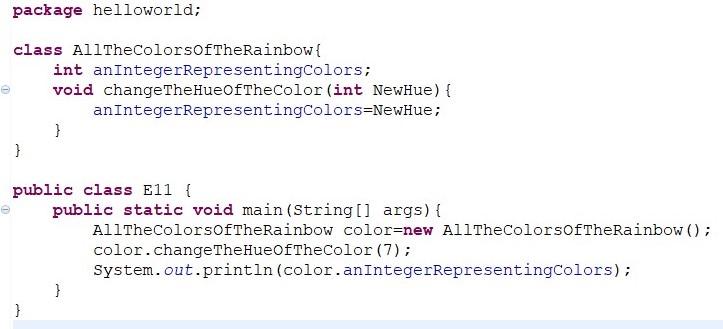 package helloworld;

class AllTheColorsOfTheRainbow{
    int anIntegerRepresentingColors;
    void changeTheHueOfTheColor(int NewHue){
        anIntegerRepresentingColors=NewHue;
    }
}

public class E11 {
    public static void main(String[] args){
        AllTheColorsOfTheRainbow color=new AllTheColorsOfTheRainbow();
        color.changeTheHueOfTheColor(7);
        System.out.println(color.anIntegerRepresentingColors);
    }
}